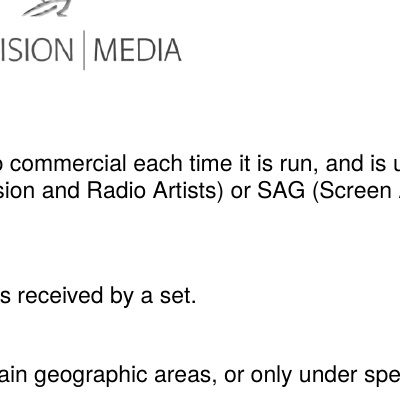 ISION | MEDIA
commercial each time it is run, and is
sion and Radio Artists) or SAG (Screen
s received by a set.
ain geographic areas, or only under spe